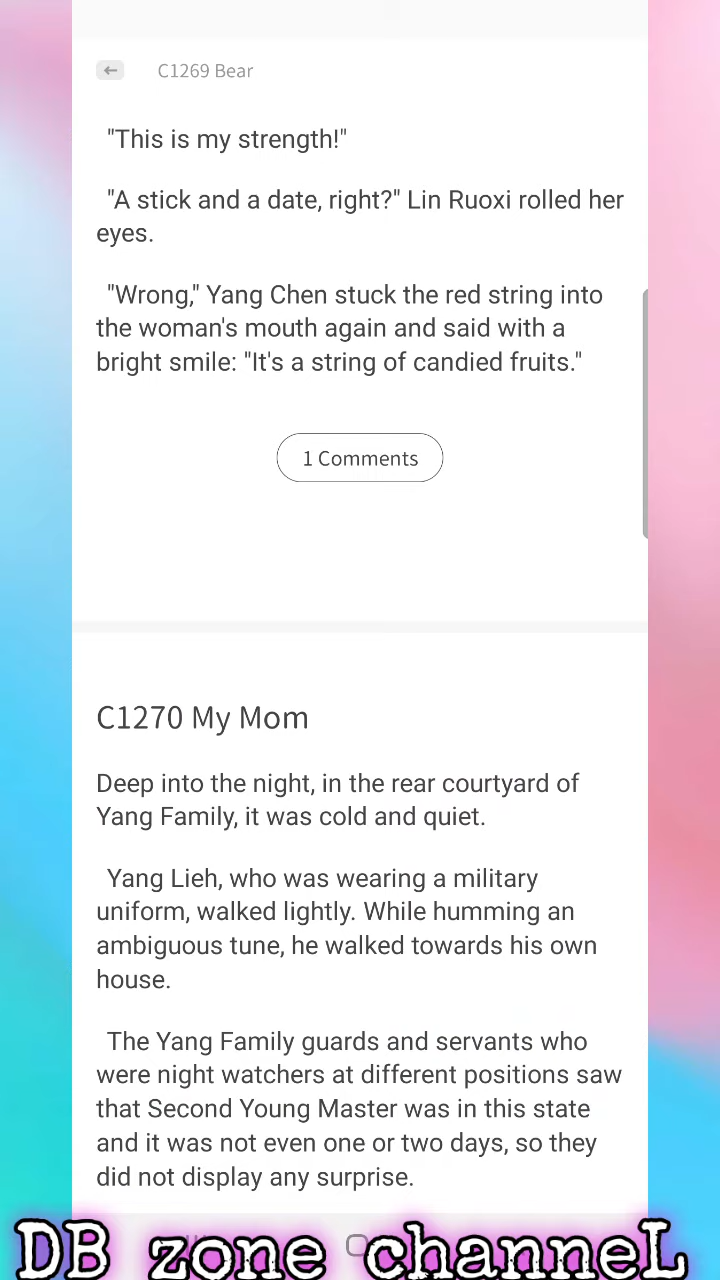 C1269 Bear
"This is my strength!"
"A stick and a date, right?" Lin Ruoxi rolled her
eyes.
"Wrong," Yang Chen stuck the red string into
the woman's mouth again and said with a
bright smile: "It's a string of candied fruits."
1 Comments
C1270 My Mom
Deep into the night, in the rear courtyard of
Yang Family, it was cold and quiet.
Yang Lieh, who was wearing a military
uniform, walked lightly. While humming an
ambiguous tune, he walked towards his own
house.
The Yang Family guards and servants who
were night watchers at different positions saw
that Second Young Master was in this state
and it was not even one or two days, so they
did not display any surprise.
DB zone channeL